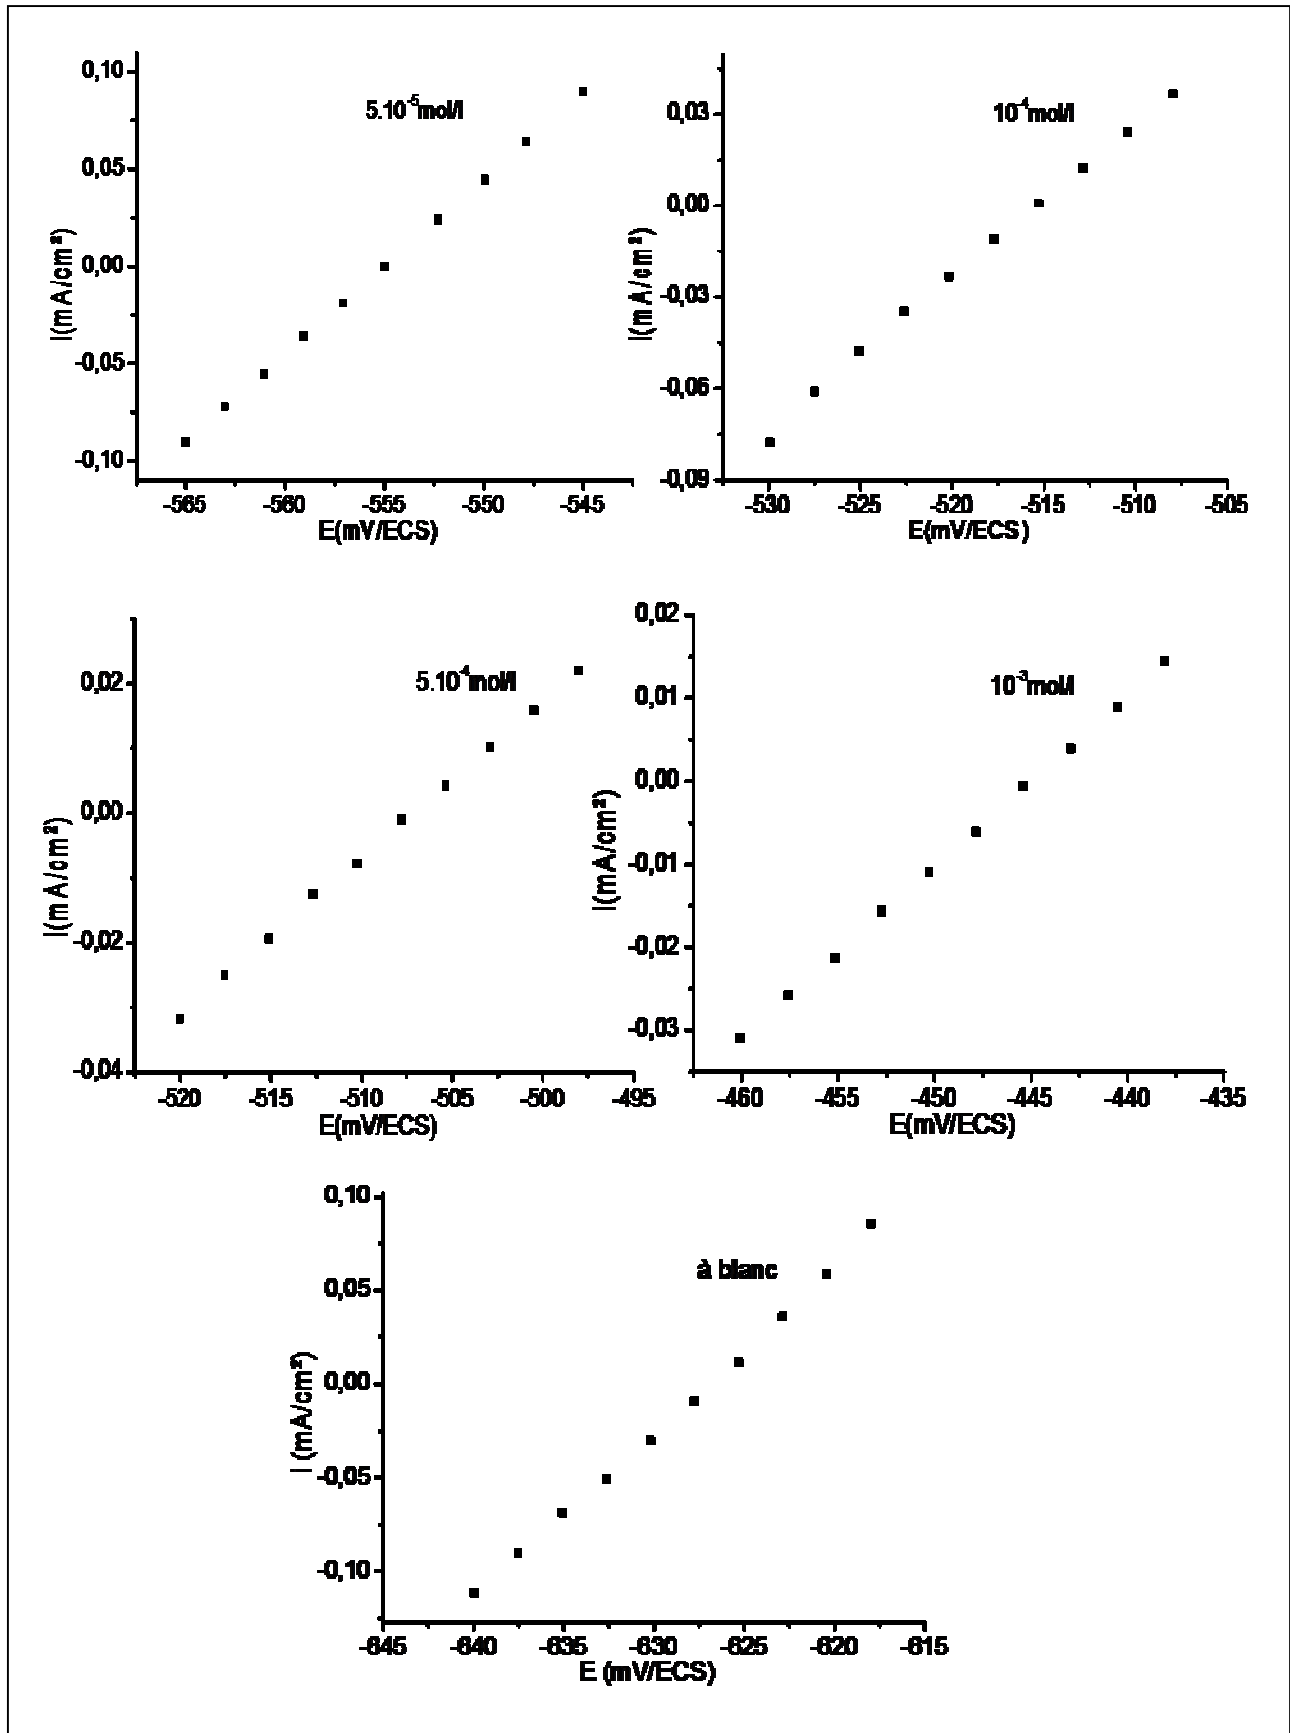 0,10
0,05
0,00
-0,05
-0,10
I(mA/cm²)
5.10⁻⁵mol/l
-565 -560 -555 -550 -545
E(mV/ECS)
0,03
0,00
-0,03
-0,06
-0,09
I(mA/cm²)
10⁻⁴mol/l
-530 -525 -520 -515 -510 -505
E(mV/ECS)
0,02
0,00
-0,02
-0,04
I(mA/cm²)
5.10⁻⁴mol/l
-520 -515 -510 -505 -500 -495
E(mV/ECS)
0,02
0,01
0,00
-0,01
-0,02
-0,03
I(mA/cm²)
10⁻³mol/l
-460 -455 -450 -445 -440 -435
E(mV/ECS)
0,10
0,05
0,00
-0,05
-0,10
I (mA/cm²)
à blanc
-645 -640 -635 -630 -625 -620 -615
E (mV/ECS)